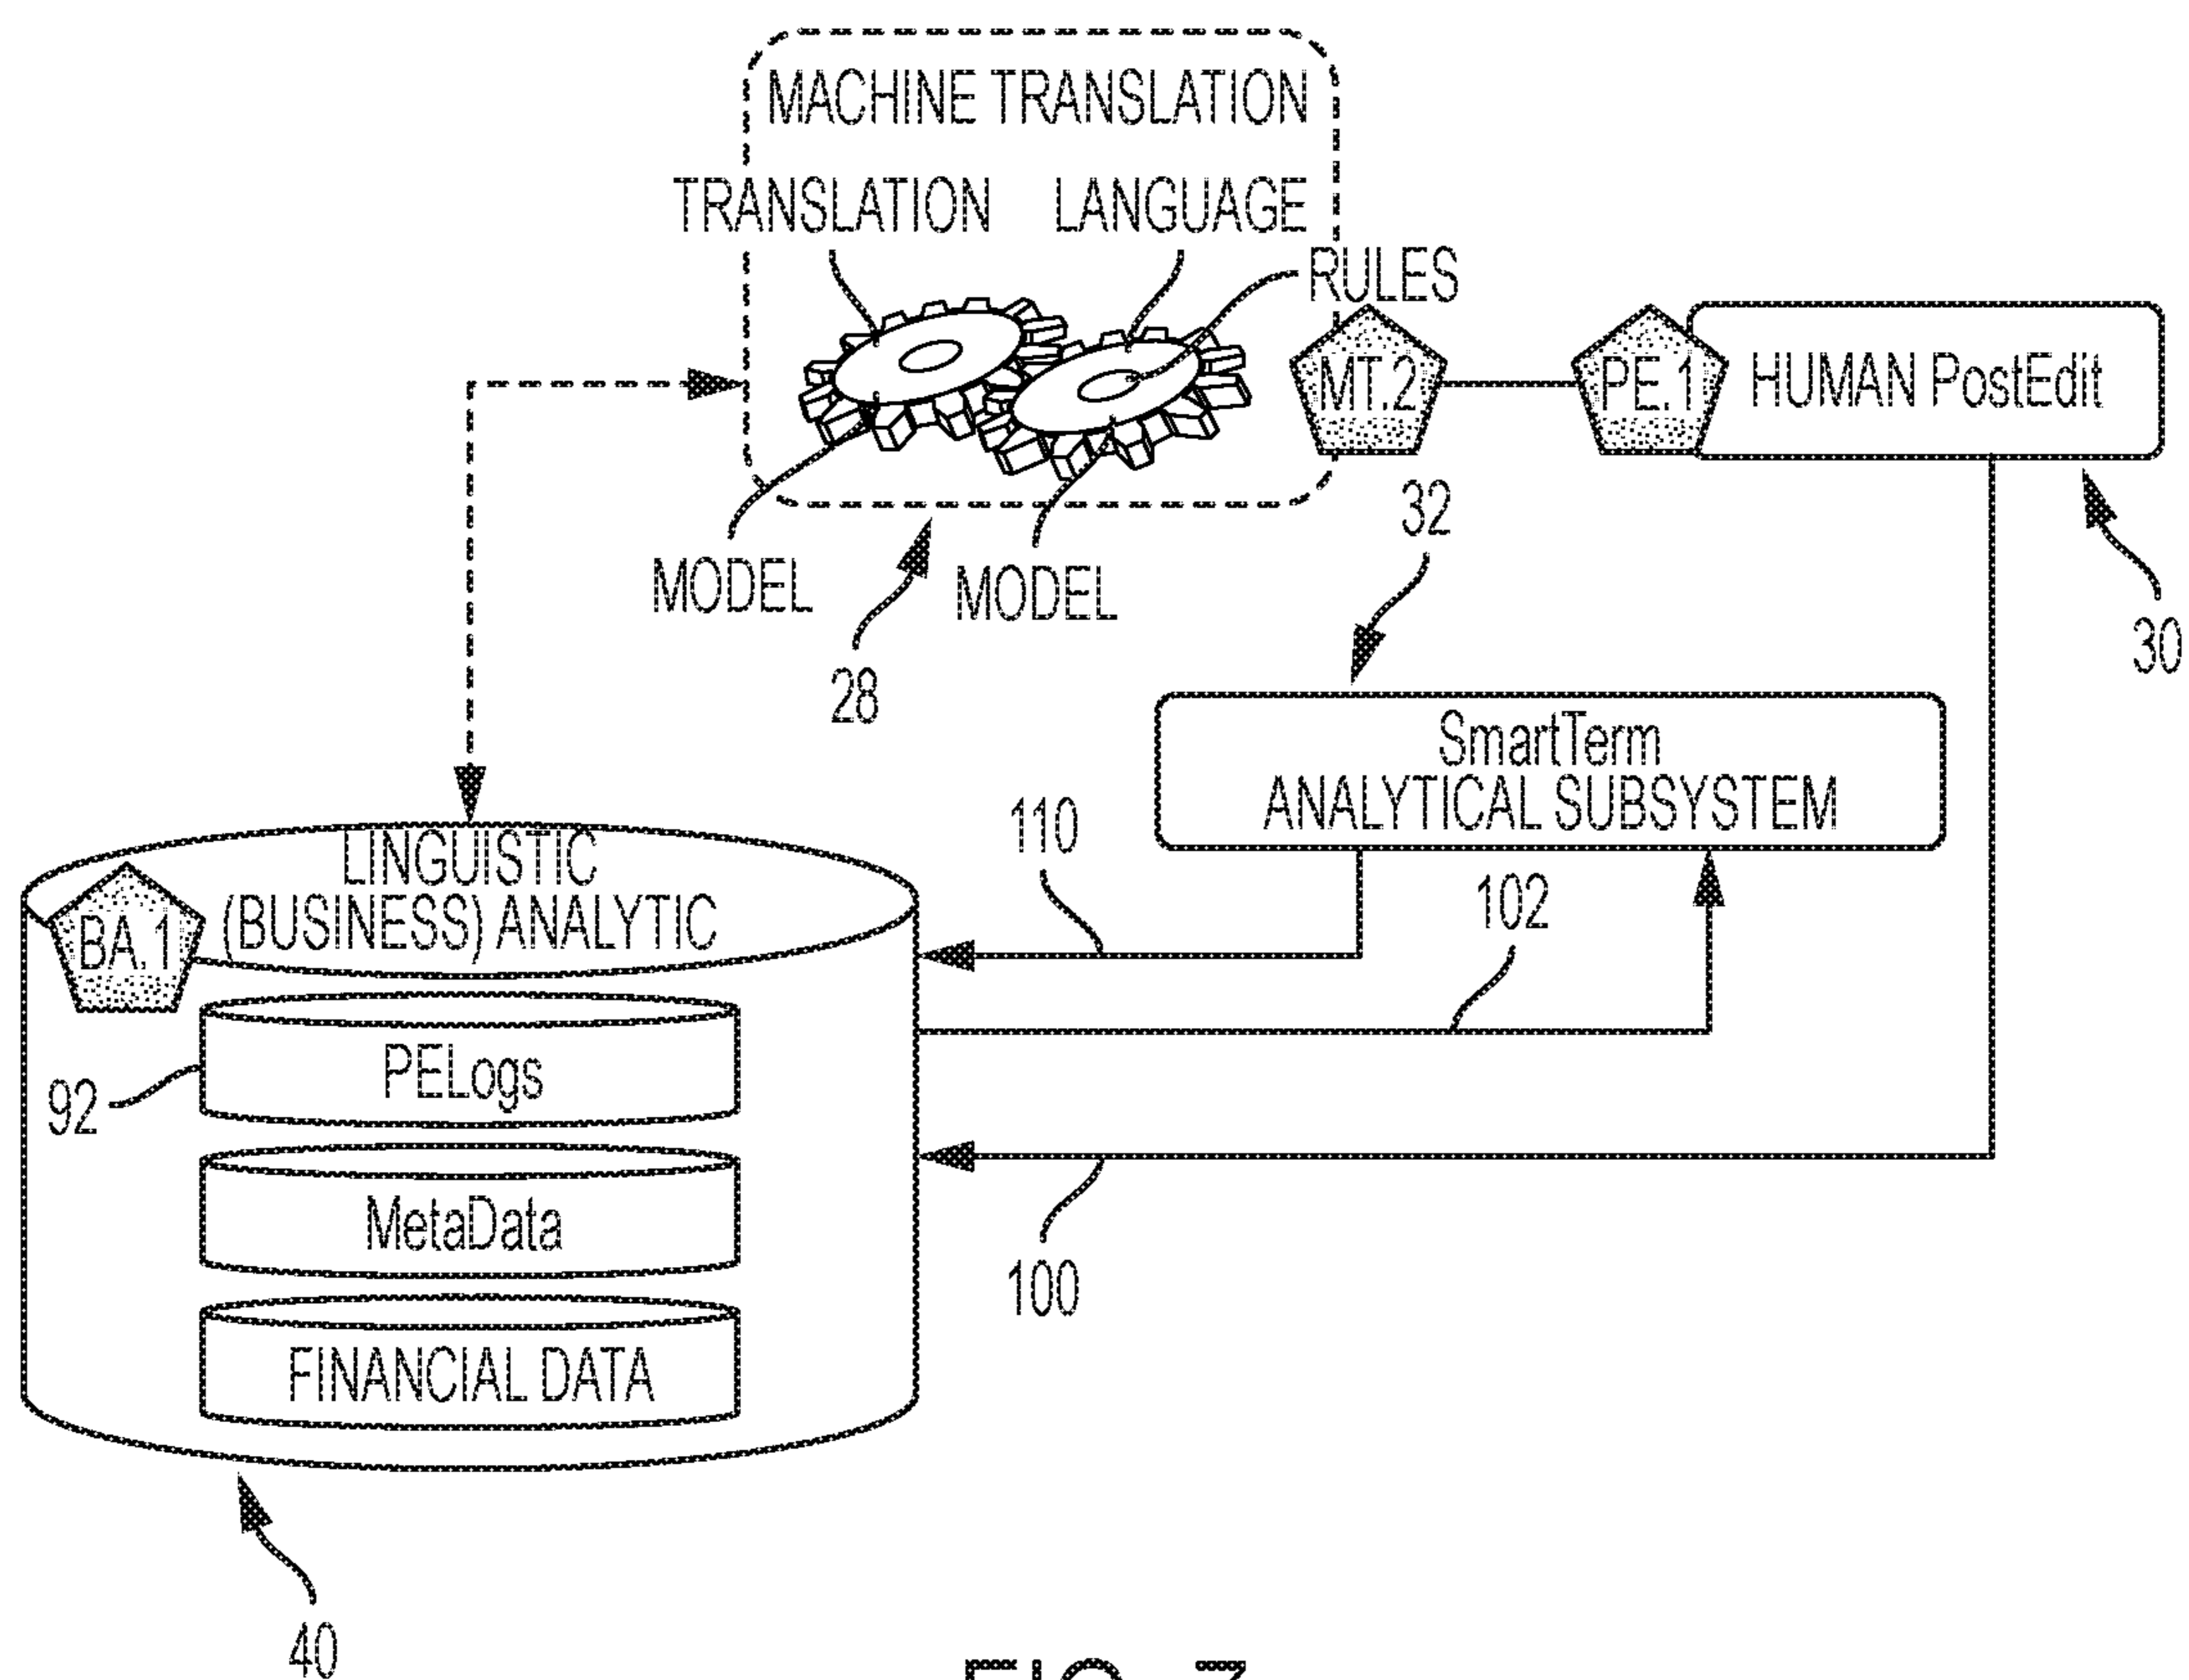 MACHINE TRANSLATION
TRANSLATION LANGUAGE
RULES
MT.2
PE.1
HUMAN PostEdit
MODEL
MODEL
28
32
30
SmartTerm
ANALYTICAL SUBSYSTEM
110
102
LINGUISTIC
(BUSINESS) ANALYTIC
BA.1
PELogs
92
MetaData
100
FINANCIAL DATA
40